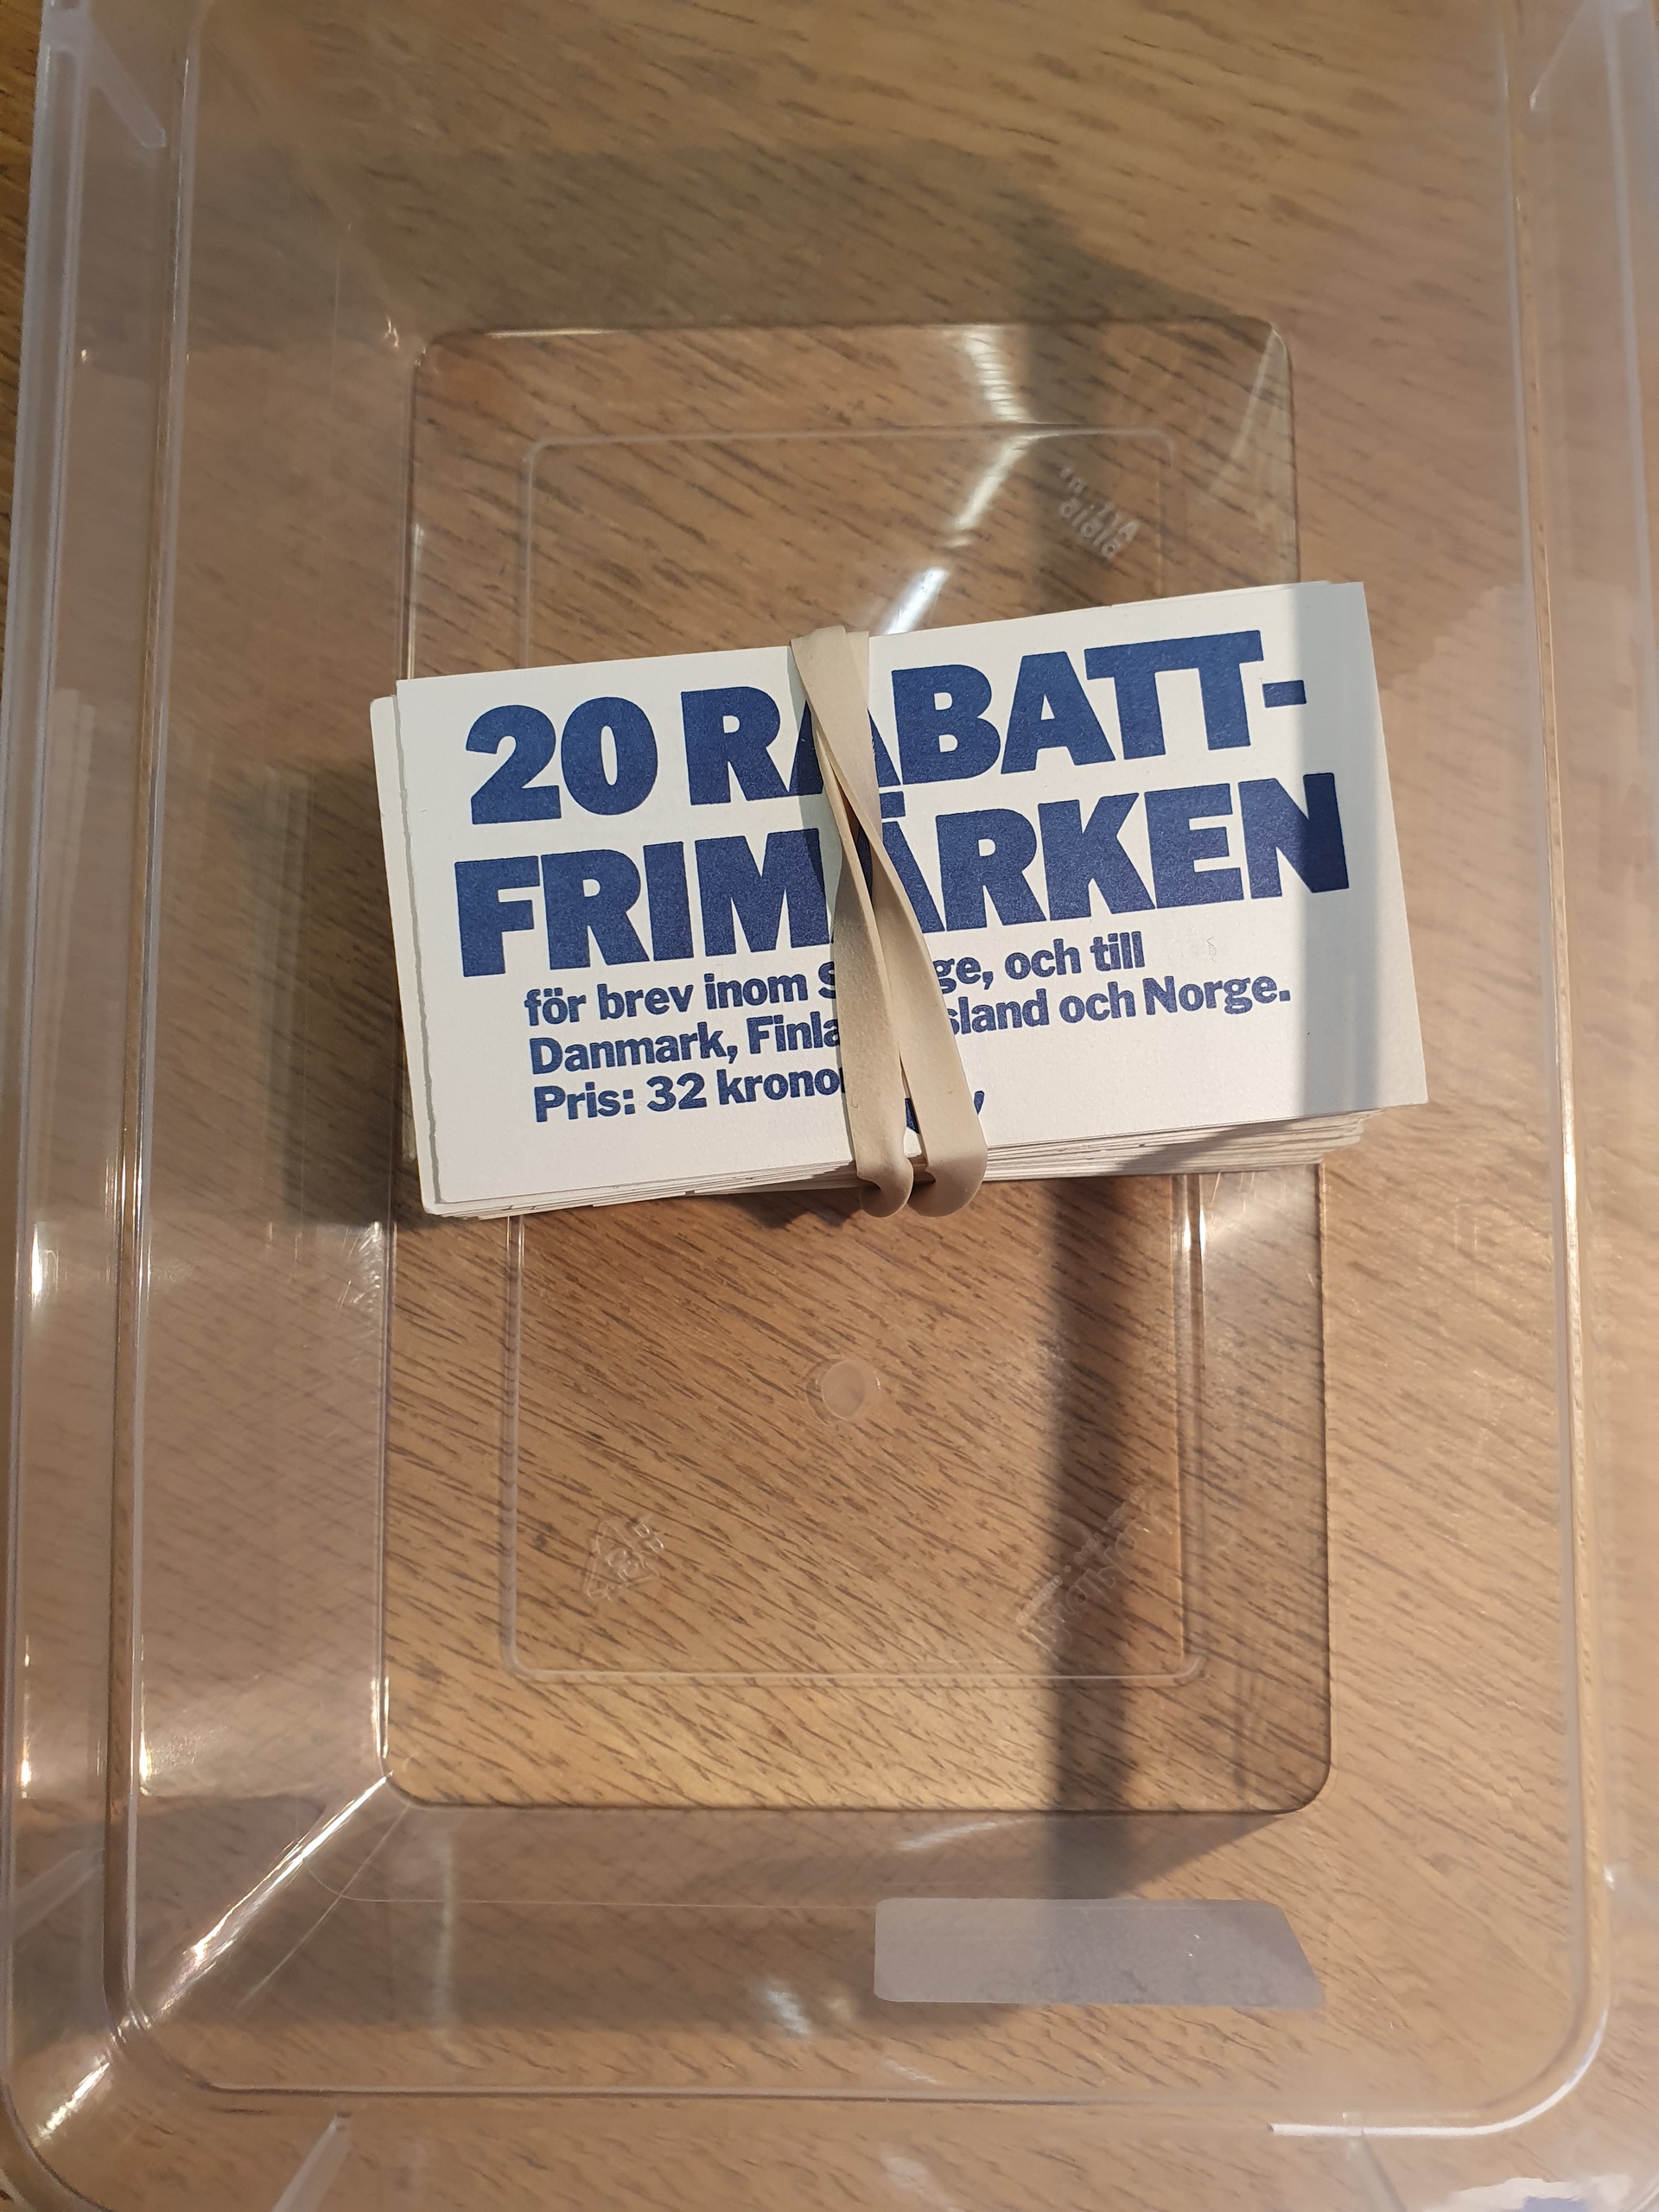 20 RABATT-
FRIMÄRKEN
för brev inom Sverige, och till
Danmark, Finland, Island och Norge.
Pris: 32 kronor